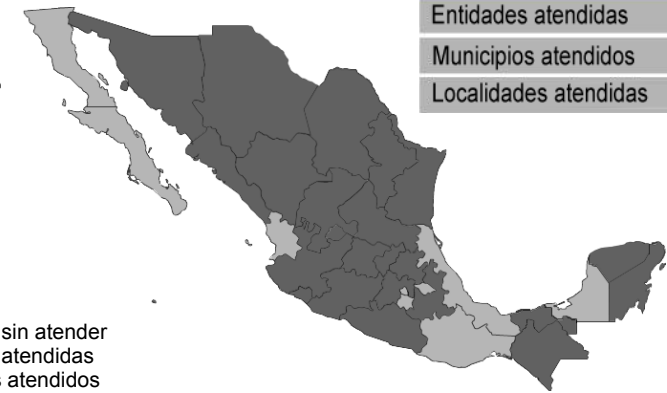 Entidades atendidas
Municipios atendidos
Localidades atendidas
sin atender
atendidas
atendidos